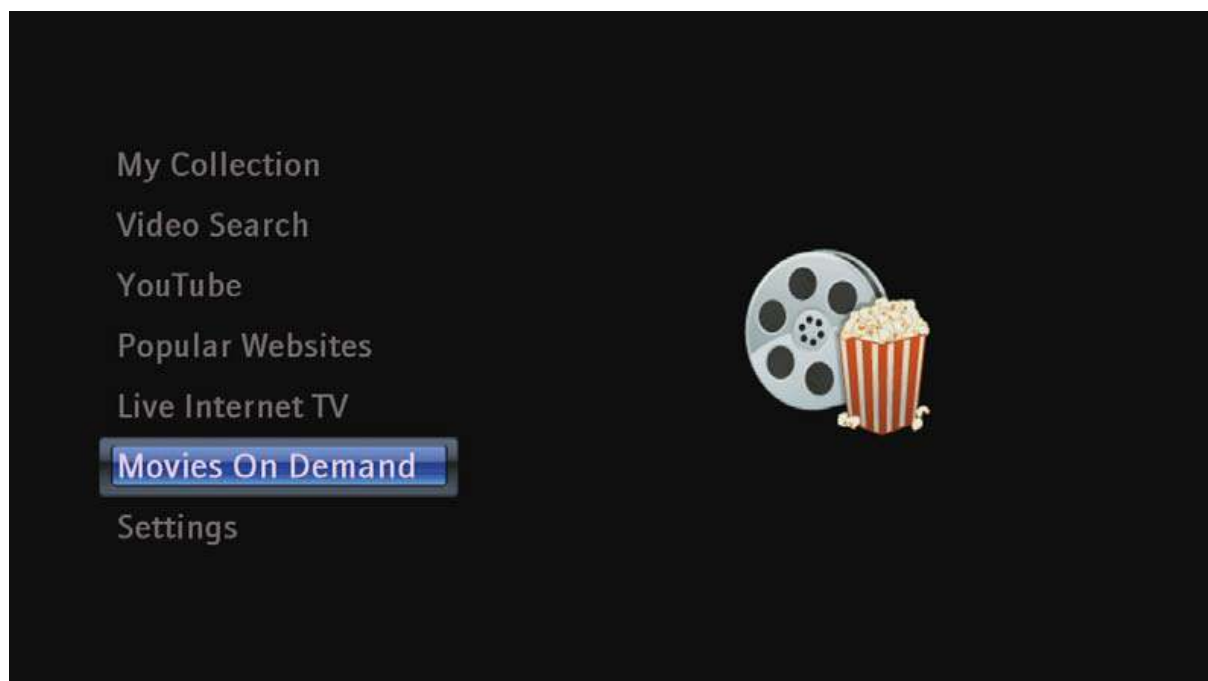 My Collection
Video Search
YouTube
Popular Websites
Live Internet TV
Movies On Demand
Settings